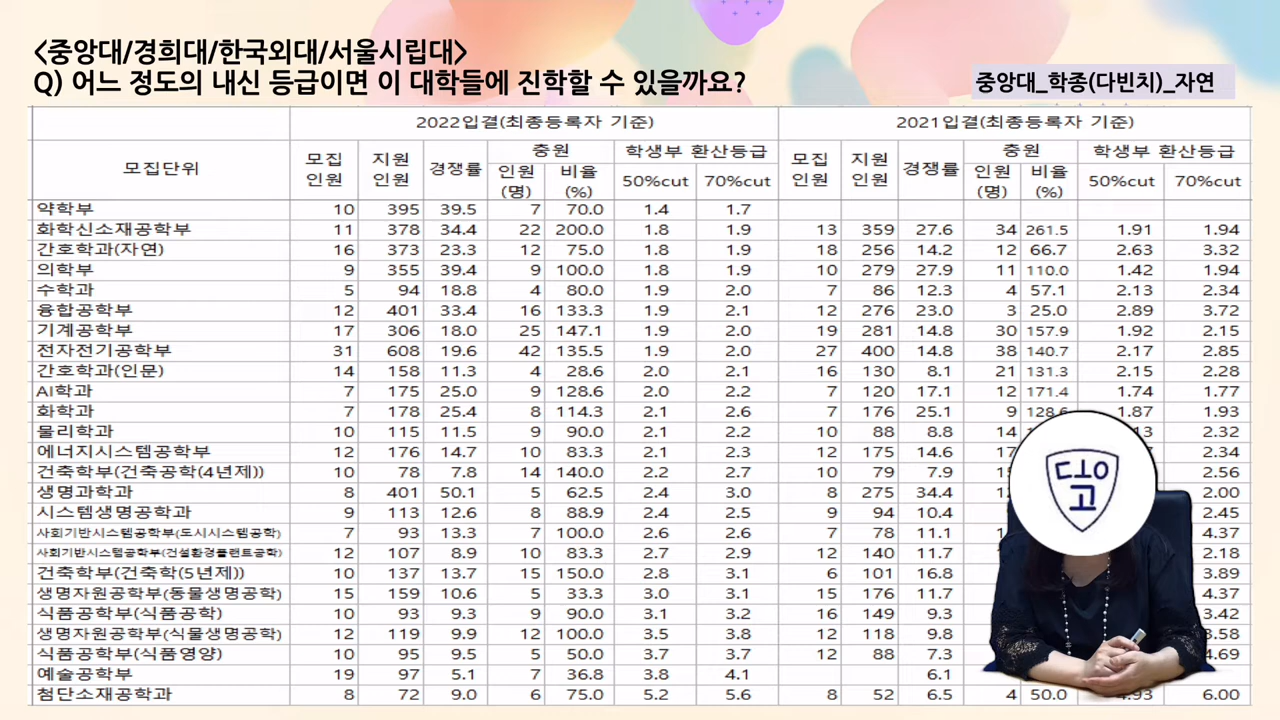 <중앙대/경희대/한국외대/서울시립대>
Q) 어느 정도의 내신 등급이면 이 대학들에 진학할 수 있을까요?
중앙대_학종(다빈치)_자연
모집단위 2022입결(최종등록자 기준) 2021입결(최종등록자 기준)
모집인원 지원인원 경쟁률 충원 학생부 환산등급 모집인원 지원인원 경쟁률 충원 학생부 환산등급
인원(명) 비율(%) 50%cut 70%cut 인원(명) 비율(%) 50%cut 70%cut
약학부 10 395 39.5 7 70.0 1.4 1.7
화학신소재공학부 11 378 34.4 22 200.0 1.8 1.9 13 359 27.6 34 261.5 1.91 1.94
간호학과(자연) 16 373 23.3 12 75.0 1.8 1.9 18 256 14.2 12 66.7 2.63 3.32
의학부 9 355 39.4 9 100.0 1.8 1.9 10 279 27.9 11 110.0 1.42 1.94
수학과 5 94 18.8 4 80.0 1.9 2.0 7 86 12.3 4 57.1 2.13 2.34
융합공학부 12 401 33.4 16 133.3 1.9 2.1 12 276 23.0 3 25.0 2.89 3.72
기계공학부 17 306 18.0 25 147.1 1.9 2.0 19 281 14.8 30 157.9 1.92 2.15
전자전기공학부 31 608 19.6 42 135.5 1.9 2.0 27 400 14.8 38 140.7 2.17 2.85
간호학과(인문) 14 158 11.3 4 28.6 2.0 2.1 16 130 8.1 21 131.3 2.15 2.28
AI학과 7 175 25.0 9 128.6 2.0 2.2 7 120 17.1 12 171.4 1.74 1.77
화학과 7 178 25.4 8 114.3 2.1 2.6 7 176 25.1 9 128.6 1.87 1.93
물리학과 10 115 11.5 9 90.0 2.1 2.2 10 88 8.8 14 2.32
에너지시스템공학부 12 176 14.7 10 83.3 2.1 2.3 12 175 14.6 17 2.34
건축학부(건축공학(4년제)) 10 78 7.8 14 140.0 2.2 2.7 10 79 7.9 2.56
생명과학과 8 401 50.1 5 62.5 2.4 3.0 8 275 34.4 2.00
시스템생명공학과 9 113 12.6 8 88.9 2.4 2.5 9 94 10.4 2.45
사회기반시스템공학부(도시시스템공학) 7 93 13.3 7 100.0 2.6 2.6 7 78 11.1 4.37
사회기반시스템공학부(건설환경플랜트공학) 12 107 8.9 10 83.3 2.7 2.9 12 140 11.7 2.18
건축학부(건축학(5년제)) 10 137 13.7 15 150.0 2.8 3.1 6 101 16.8 3.89
생명자원공학부(동물생명공학) 15 159 10.6 5 33.3 3.0 3.1 15 176 11.7 4.37
식품공학부(식품공학) 10 93 9.3 9 90.0 3.1 3.2 16 149 9.3 3.42
생명자원공학부(식물생명공학) 12 119 9.9 12 100.0 3.5 3.8 12 118 9.8 3.58
식품공학부(식품영양) 10 95 9.5 5 50.0 3.7 3.7 12 88 7.3 4.69
예술공학부 19 97 5.1 7 36.8 3.8 4.1 6.1
첨단소재공학과 8 72 9.0 6 75.0 5.2 5.6 8 52 6.5 4 50.0 4.93 6.00